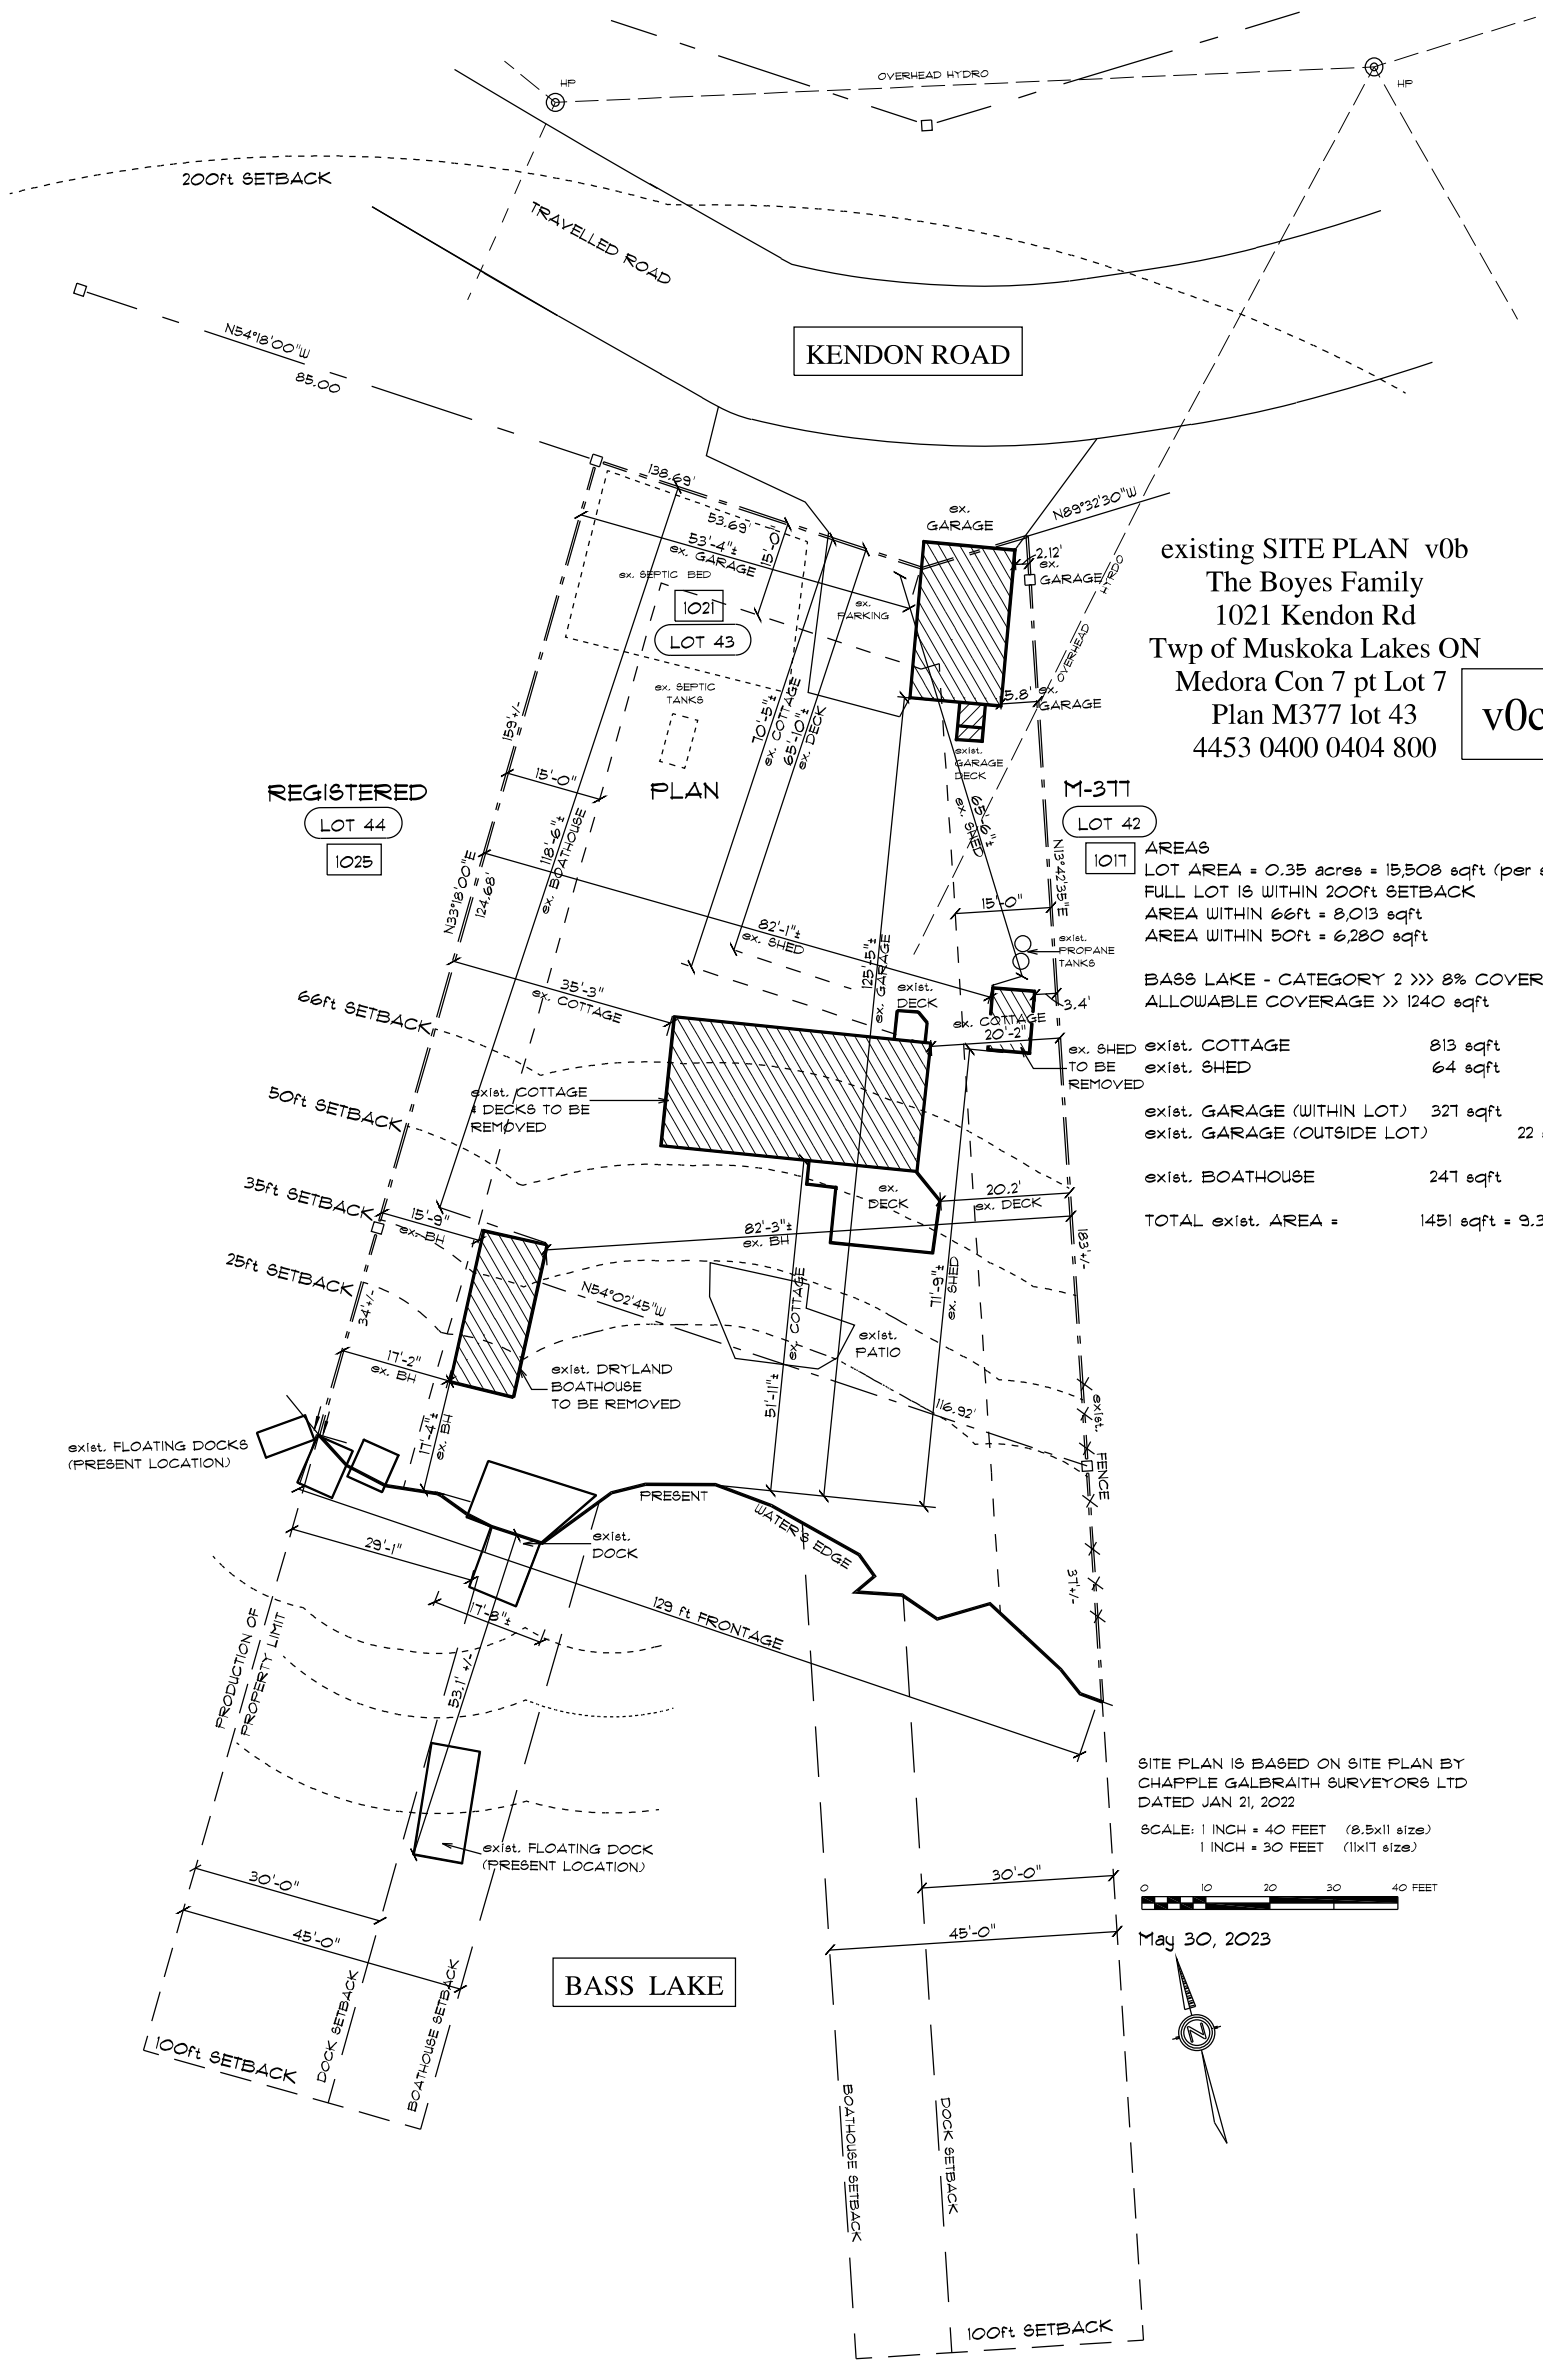 OVERHEAD HYDRO
HP
HP
200ft SETBACK
TRAVELLED ROAD
N54°18'00"W
85.00
KENDON ROAD
138.69'
53.69'
53'-4"±
ex. GARAGE
15'-0"
ex. SEPTIC BED
1021
LOT 43
ex.
PARKING
ex.
GARAGE
N89°32'30"W
2.12'
ex.
GARAGE
OVERHEAD
HYRDO
5.8'
ex.
GARAGE
exist.
GARAGE
DECK
existing SITE PLAN v0b
The Boyes Family
1021 Kendon Rd
Twp of Muskoka Lakes ON
Medora Con 7 pt Lot 7
Plan M377 lot 43
4453 0400 0404 800
v0c
ex. SEPTIC
TANKS
70'-5"±
ex. COTTAGE
65'-10"±
ex. DECK
159'+/-
15'-0"
REGISTERED
PLAN
M-377
LOT 44
1025
LOT 42
1017
118'-6"±
ex. BOATHOUSE
65'-6"±
ex. SHED
N33°18'00"E
124.68'
N13°42'35"E
AREAS
LOT AREA = 0.35 acres = 15,508 sqft (per
FULL LOT IS WITHIN 200ft SETBACK
AREA WITHIN 66ft = 8,013 sqft
AREA WITHIN 50ft = 6,280 sqft
BASS LAKE - CATEGORY 2 >>> 8% COVER
ALLOWABLE COVERAGE >> 1240 sqft
exist. COTTAGE 813 sqft
exist. SHED 64 sqft
exist. GARAGE (WITHIN LOT) 327 sqft
exist. GARAGE (OUTSIDE LOT) 22
exist. BOATHOUSE 247 sqft
TOTAL exist. AREA = 1451 sqft = 9.3
15'-0"
82'-1"±
ex. SHED
125'-5"±
ex. GARAGE
exist.
PROPANE
TANKS
35'-3"
ex. COTTAGE
exist.
DECK
3.4'
ex. COTTAGE
20'-2"
ex. SHED
TO BE
REMOVED
66ft SETBACK
50ft SETBACK
35ft SETBACK
25ft SETBACK
exist. COTTAGE
& DECKS TO BE
REMOVED
ex.
DECK
20.2'
ex. DECK
15'-9"
ex. BH
82'-3"±
ex. BH
183'+/-
34'+/-
N54°02'45"W
ex. COTTAGE
51'-11"±
71'-9"±
ex. SHED
exist.
PATIO
17'-2"
ex. BH
exist. DRYLAND
BOATHOUSE
TO BE REMOVED
116.92'
17'-4"±
ex. BH
exist.
FENCE
exist. FLOATING DOCKS
(PRESENT LOCATION)
PRESENT
WATER'S EDGE
exist.
DOCK
29'-1"
17'-8"±
129 ft FRONTAGE
37'+/-
PRODUCTION OF
PROPERTY LIMIT
53.1' +/-
exist. FLOATING DOCK
(PRESENT LOCATION)
30'-0"
45'-0"
30'-0"
45'-0"
SITE PLAN IS BASED ON SITE PLAN BY
CHAPPLE GALBRAITH SURVEYORS LTD
DATED JAN 21, 2022
SCALE: 1 INCH = 40 FEET (8.5x11 size)
1 INCH = 30 FEET (11x17 size)
0 10 20 30 40 FEET
May 30, 2023
N
BASS LAKE
100ft SETBACK
DOCK SETBACK
BOATHOUSE SETBACK
BOATHOUSE SETBACK
DOCK SETBACK
100ft SETBACK